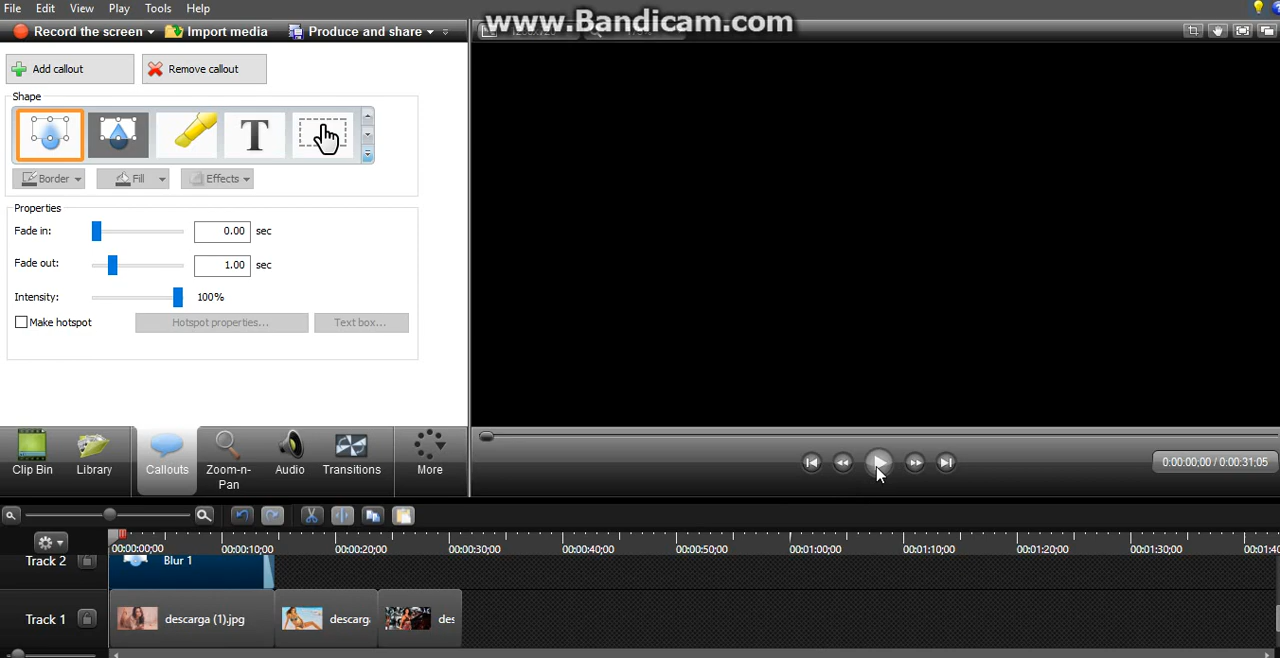 File Edit View Play Tools Help
www.Bandicam.com
Record the screen Import media Produce and share
Add callout Remove callout
Shape
T
Border Fill Effects
Properties
Fade in: 0.00 sec
Fade out: 1.00 sec
Intensity: 100%
Make hotspot Hotspot properties... Text box...
Clip Bin Library Callouts Zoom-n-Pan Audio Transitions More
0:00:00;00 / 0:00:31;05
00:00:00;00 00:00:10;00 00:00:20;00 00:00:30;00 00:00:40;00 00:00:50;00 00:01:00;00 00:01:10;00 00:01:20;00 00:01:30;00 00:01:40
Track 2 Blur 1
Track 1 descarga (1).jpg descarg des